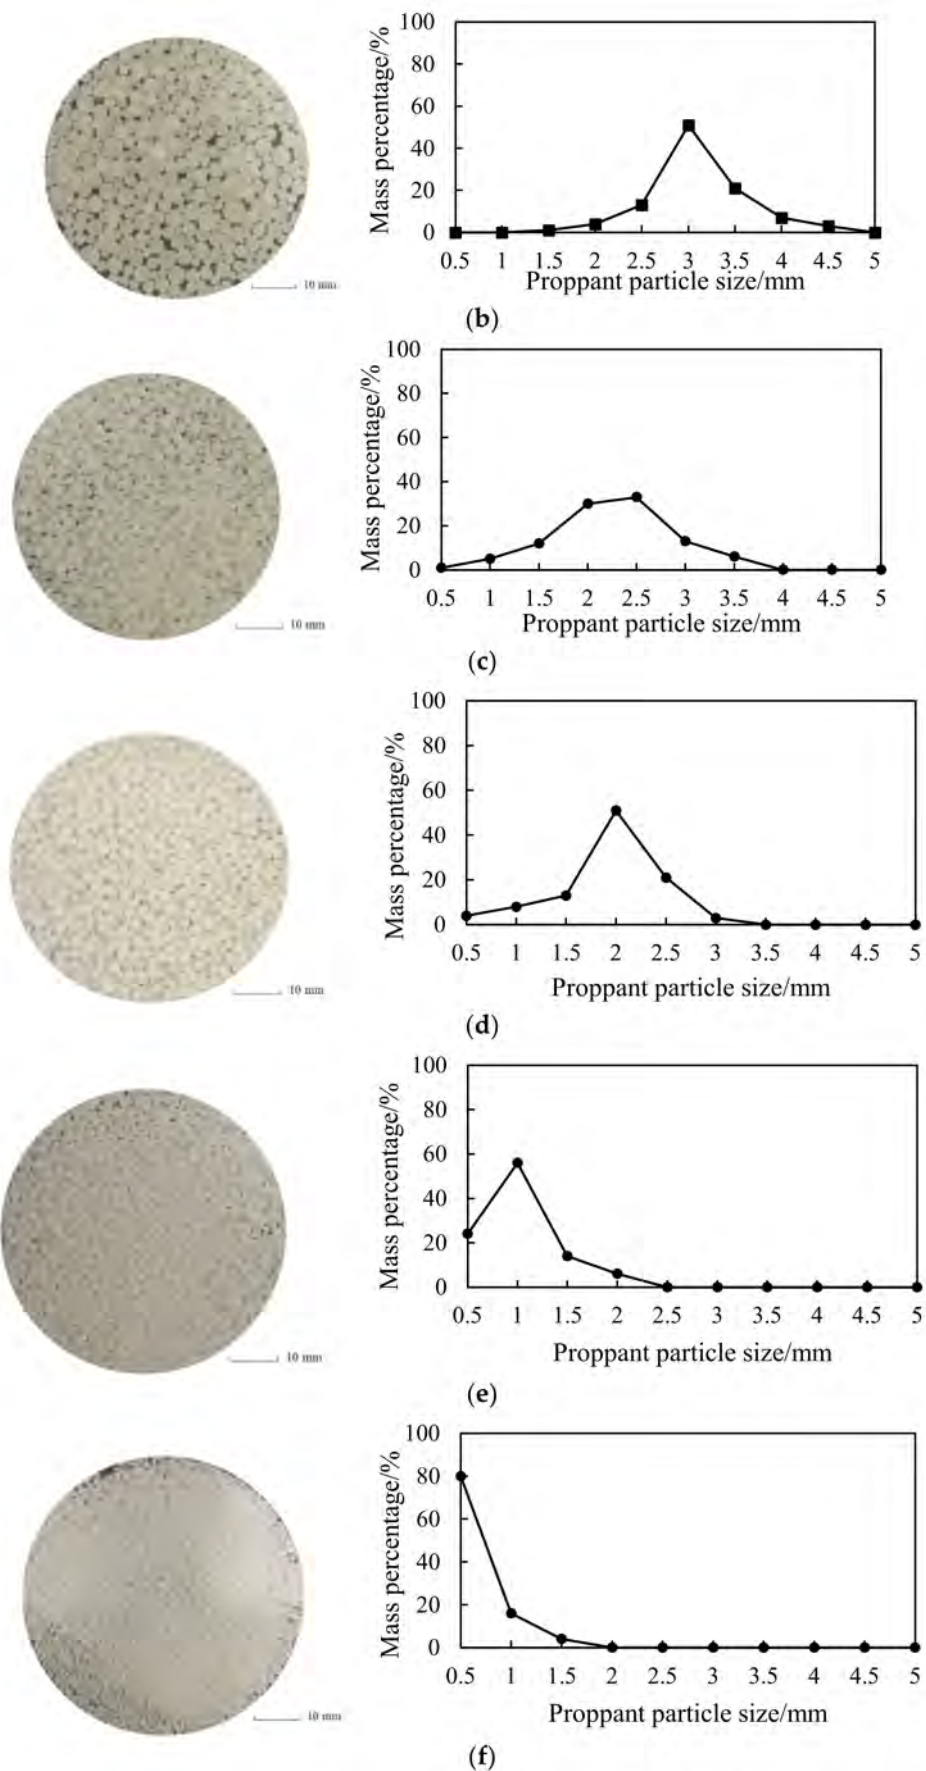 Mass percentage/%
100
80
60
40
20
0
0.5 1 1.5 2 2.5 3 3.5 4 4.5 5
Proppant particle size/mm
10 mm
(b)
Mass percentage/%
100
80
60
40
20
0
0.5 1 1.5 2 2.5 3 3.5 4 4.5 5
Proppant particle size/mm
10 mm
(c)
Mass percentage/%
100
80
60
40
20
0
0.5 1 1.5 2 2.5 3 3.5 4 4.5 5
Proppant particle size/mm
10 mm
(d)
Mass percentage/%
100
80
60
40
20
0
0.5 1 1.5 2 2.5 3 3.5 4 4.5 5
Proppant particle size/mm
10 mm
(e)
Mass percentage/%
100
80
60
40
20
0
0.5 1 1.5 2 2.5 3 3.5 4 4.5 5
Proppant particle size/mm
10 mm
(f)